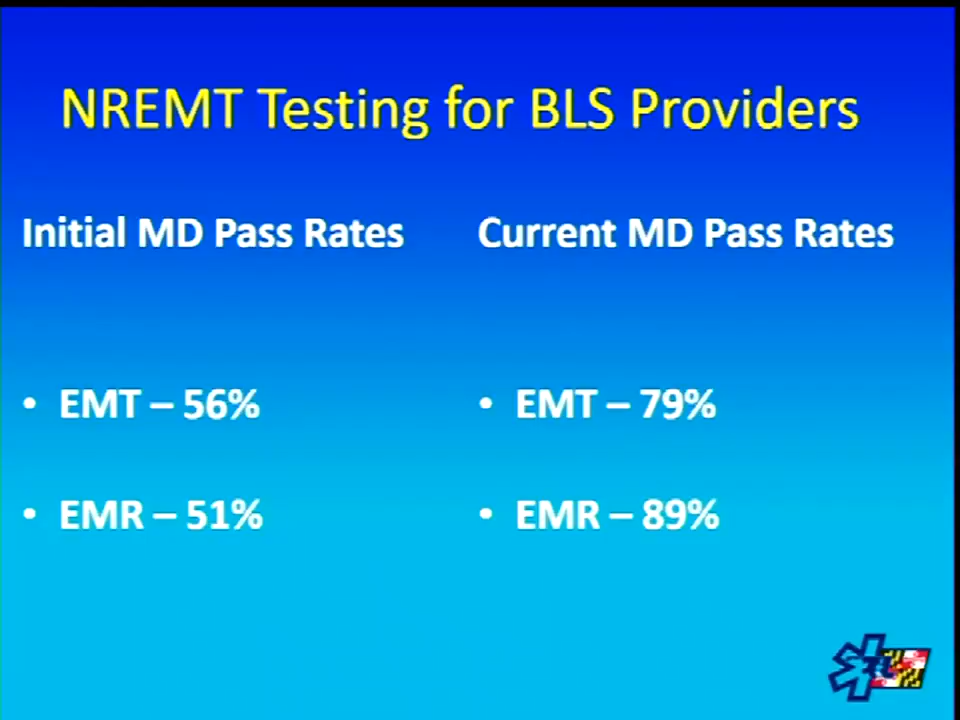 NREMT Testing for BLS Providers
Initial MD Pass Rates
• EMT – 56%
• EMR – 51%
Current MD Pass Rates
• EMT – 79%
• EMR – 89%